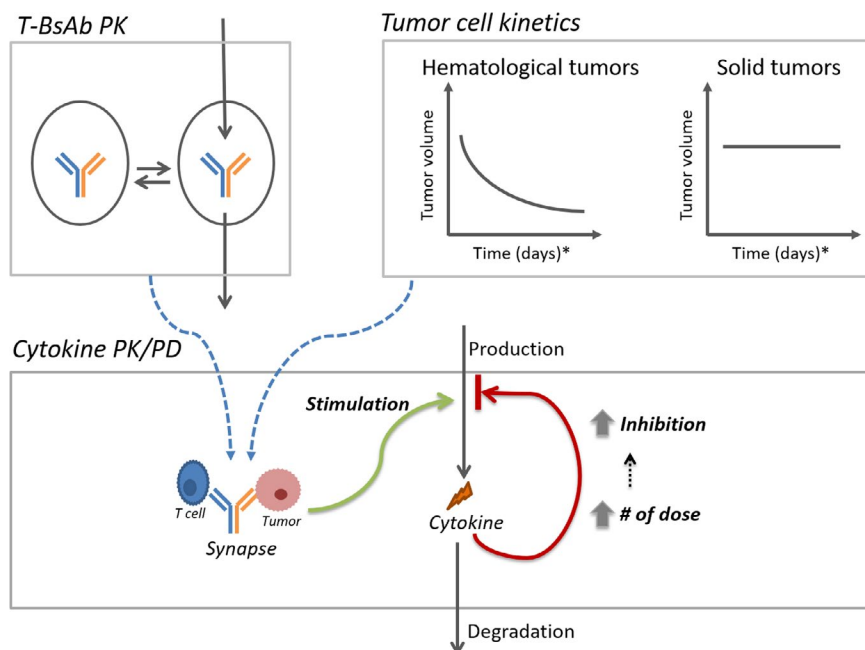 T-BsAb PK
Tumor cell kinetics
Hematological tumors
Tumor volume
Time (days)*
Solid tumors
Tumor volume
Time (days)*
Cytokine PK/PD
Production
Stimulation
Inhibition
# of dose
T cell
Tumor
Synapse
Cytokine
Degradation